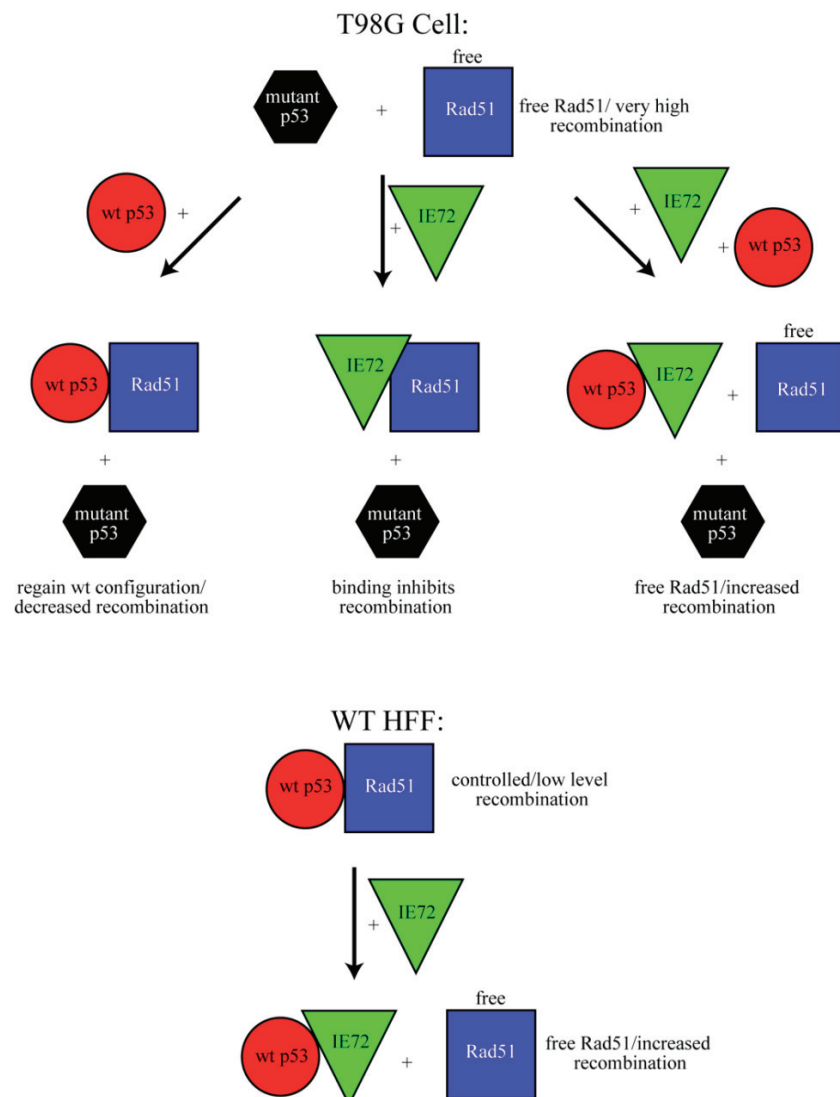 T98G Cell:
free
mutant
p53
+
Rad51
free Rad51/ very high
recombination
wt p53
+
+
IE72
+
IE72
+
wt p53
wt p53
Rad51
IE72
Rad51
free
wt p53
IE72
+
Rad51
+
+
+
mutant
p53
mutant
p53
mutant
p53
regain wt configuration/
decreased recombination
binding inhibits
recombination
free Rad51/increased
recombination
WT HFF:
wt p53
Rad51
controlled/low level
recombination
+
IE72
free
wt p53
IE72
+
Rad51
free Rad51/increased
recombination